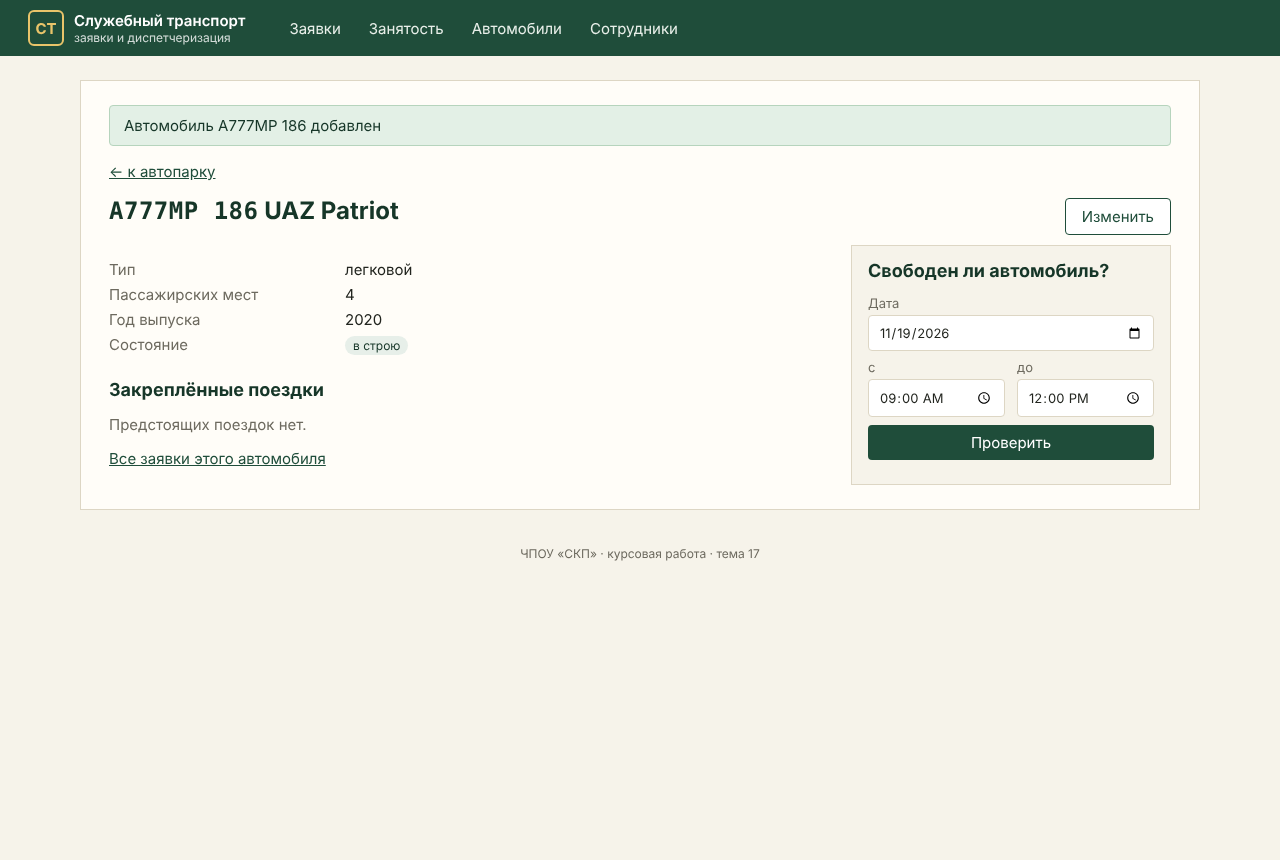 СТ
Служебный транспорт
заявки и диспетчеризация
Заявки
Занятость
Автомобили
Сотрудники
Автомобиль А777МР 186 добавлен
← к автопарку
А777МР 186 UAZ Patriot
Изменить
Тип
легковой
Пассажирских мест
4
Год выпуска
2020
Состояние
в строю
Закреплённые поездки
Предстоящих поездок нет.
Все заявки этого автомобиля
Свободен ли автомобиль?
Дата
11/19/2026
с
до
09:00 AM
12:00 PM
Проверить
ЧПОУ «СКП» · курсовая работа · тема 17